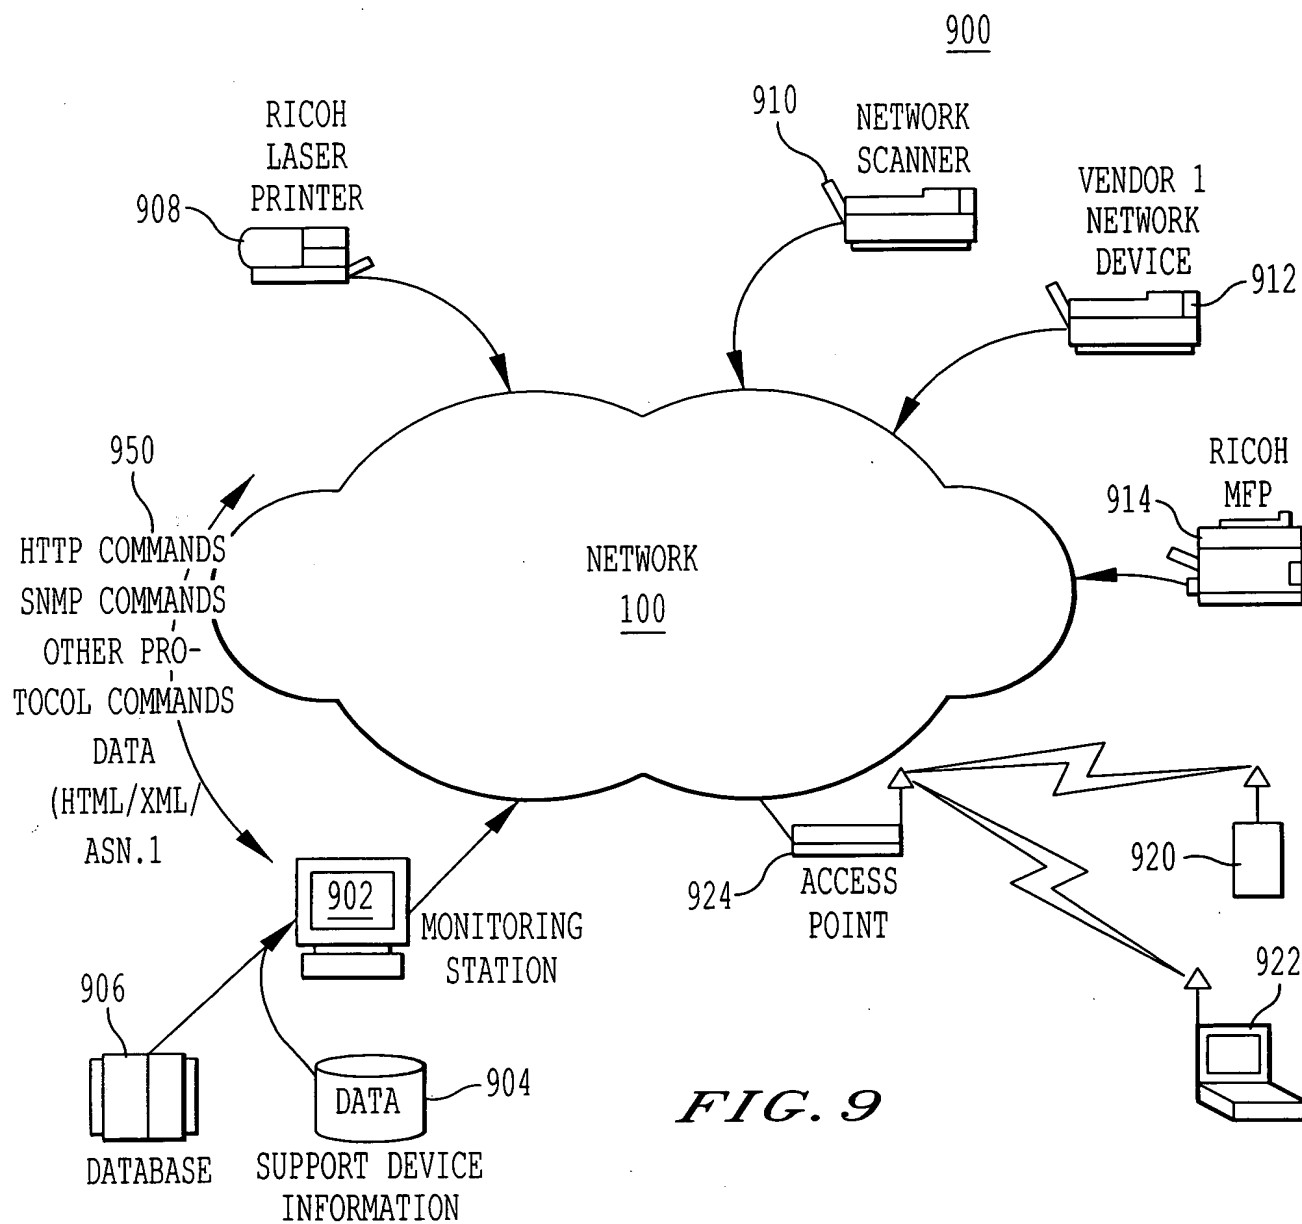 900
RICOH
LASER
PRINTER
908
910
NETWORK
SCANNER
VENDOR 1
NETWORK
DEVICE
912
950
HTTP COMMANDS
SNMP COMMANDS
OTHER PRO-
TOCOL COMMANDS
DATA
(HTML/XML/
ASN.1
NETWORK
100
RICOH
MFP
914
902
MONITORING
STATION
924
ACCESS
POINT
920
922
906
DATABASE
DATA
904
SUPPORT DEVICE
INFORMATION
FIG. 9